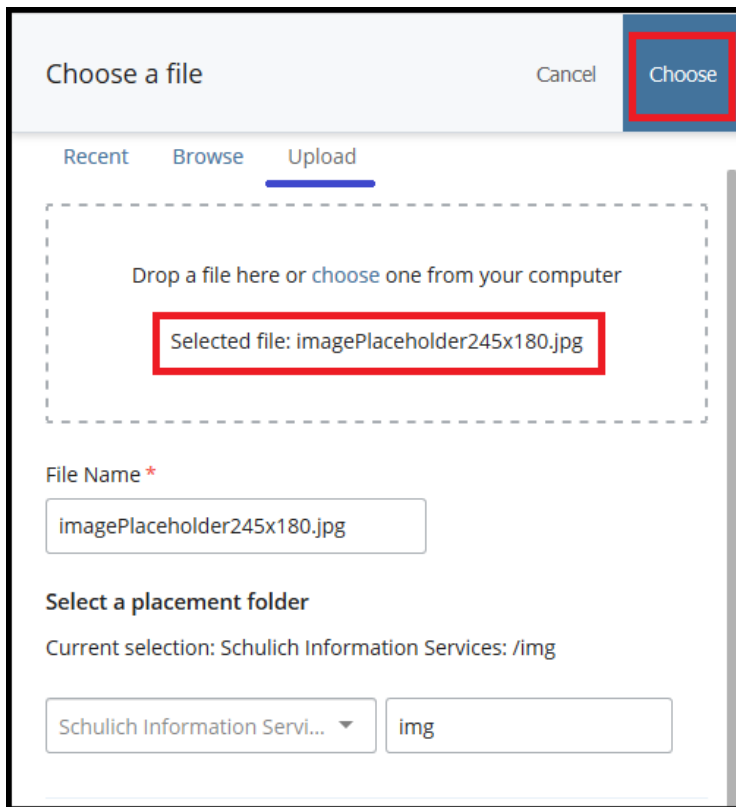 Choose a file
Cancel
Choose
Recent
Browse
Upload
Drop a file here or choose one from your computer
Selected file: imagePlaceholder245x180.jpg
File Name *
imagePlaceholder245x180.jpg
Select a placement folder
Current selection: Schulich Information Services: /img
Schulich Information Servi...
img